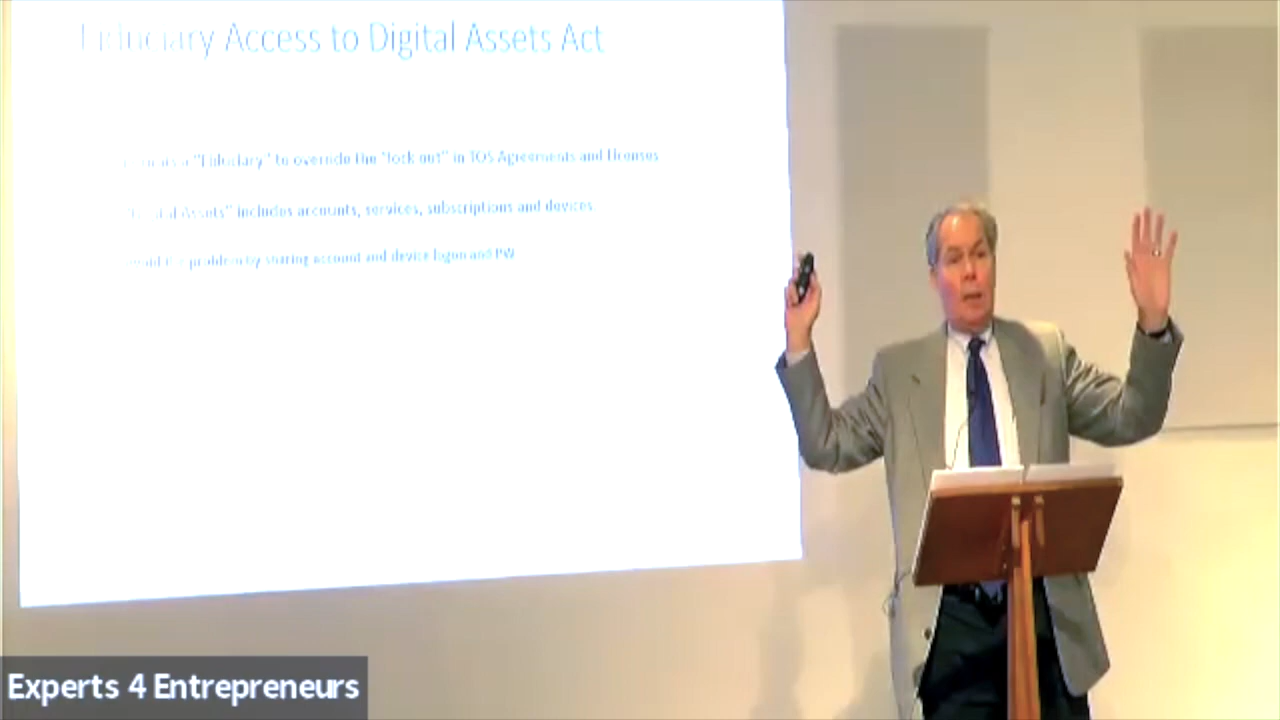 Fiduciary Access to Digital Assets Act
a "Fiduciary" to override the "lock out" in TOS Agreements and Licenses
Assets" includes accounts, services, subscriptions and devices
problem by sharing account and device logon and PW
Experts 4 Entrepreneurs